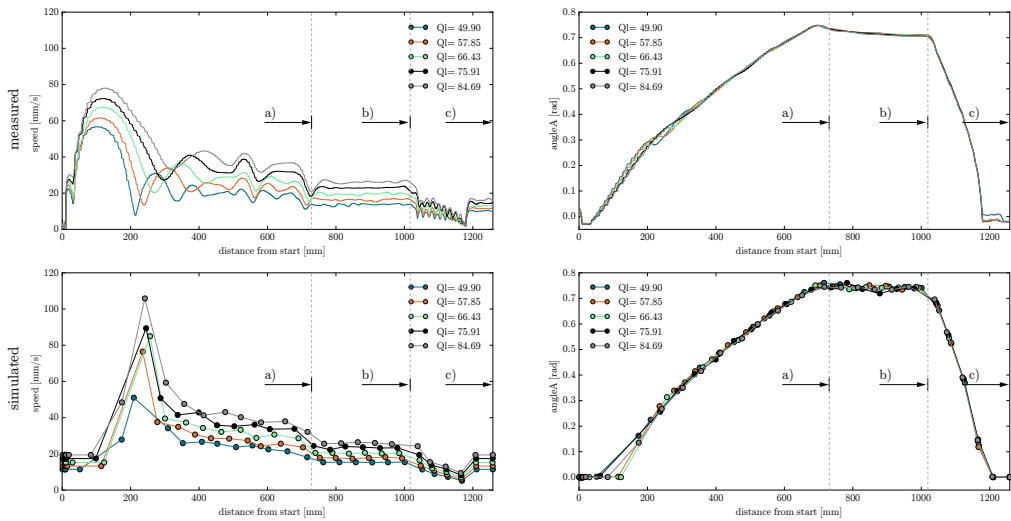 measured
speed [mm/s]
120
100
80
60
40
20
0
0 200 400 600 800 1000 1200
distance from start [mm]
Ql= 49.90
Ql= 57.85
Ql= 66.43
Ql= 75.91
Ql= 84.69
a) b) c)
angleA [rad]
0.8
0.7
0.6
0.5
0.4
0.3
0.2
0.1
0.0
0 200 400 600 800 1000 1200
distance from start [mm]
Ql= 49.90
Ql= 57.85
Ql= 66.43
Ql= 75.91
Ql= 84.69
a) b) c)
simulated
speed [mm/s]
120
100
80
60
40
20
0
0 200 400 600 800 1000 1200
distance from start [mm]
Ql= 49.90
Ql= 57.85
Ql= 66.43
Ql= 75.91
Ql= 84.69
a) b) c)
angleA [rad]
0.8
0.7
0.6
0.5
0.4
0.3
0.2
0.1
0.0
0 200 400 600 800 1000 1200
distance from start [mm]
Ql= 49.90
Ql= 57.85
Ql= 66.43
Ql= 75.91
Ql= 84.69
a) b) c)